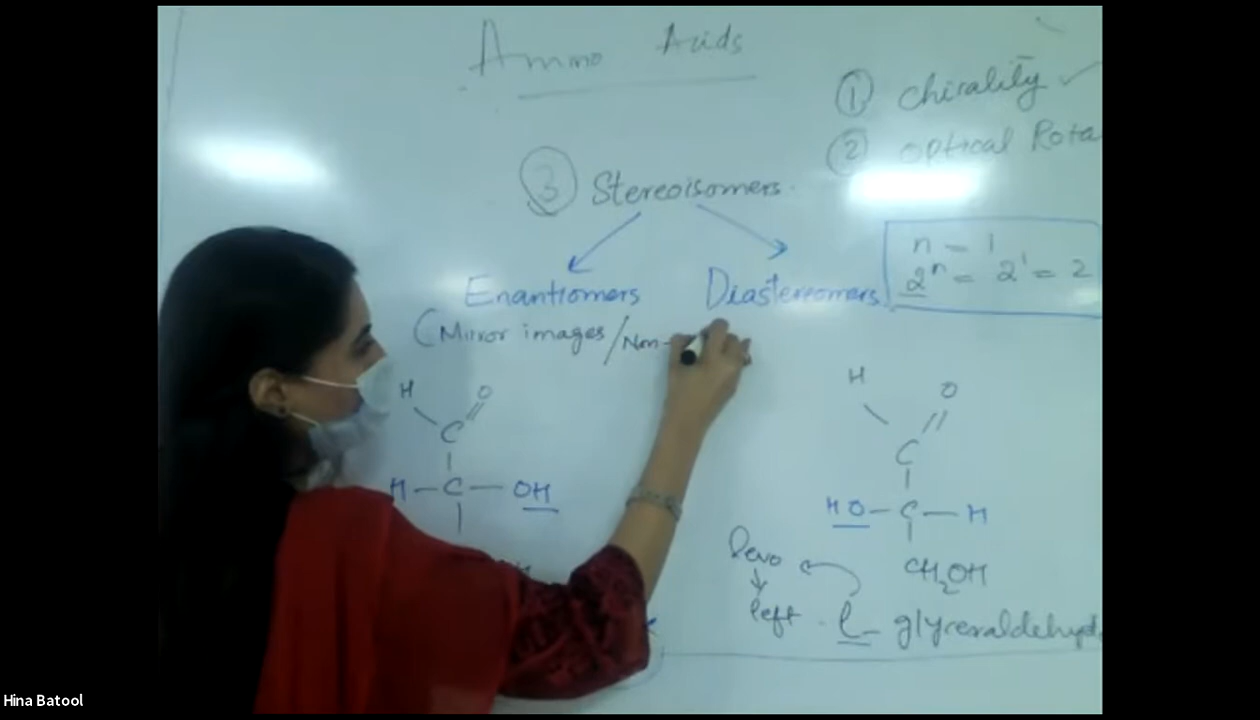 Amino Acids
① chirality ✓
② optical Rota
③ Stereoisomers
n = 1
2ⁿ = 2¹ = 2
Enantiomers Diastereomers
(Mirror images / Non-
H O
C
H – C – OH
H O
C
HO – C – H
CH₂OH
levo
left
l- glyceraldehyd
Hina Batool